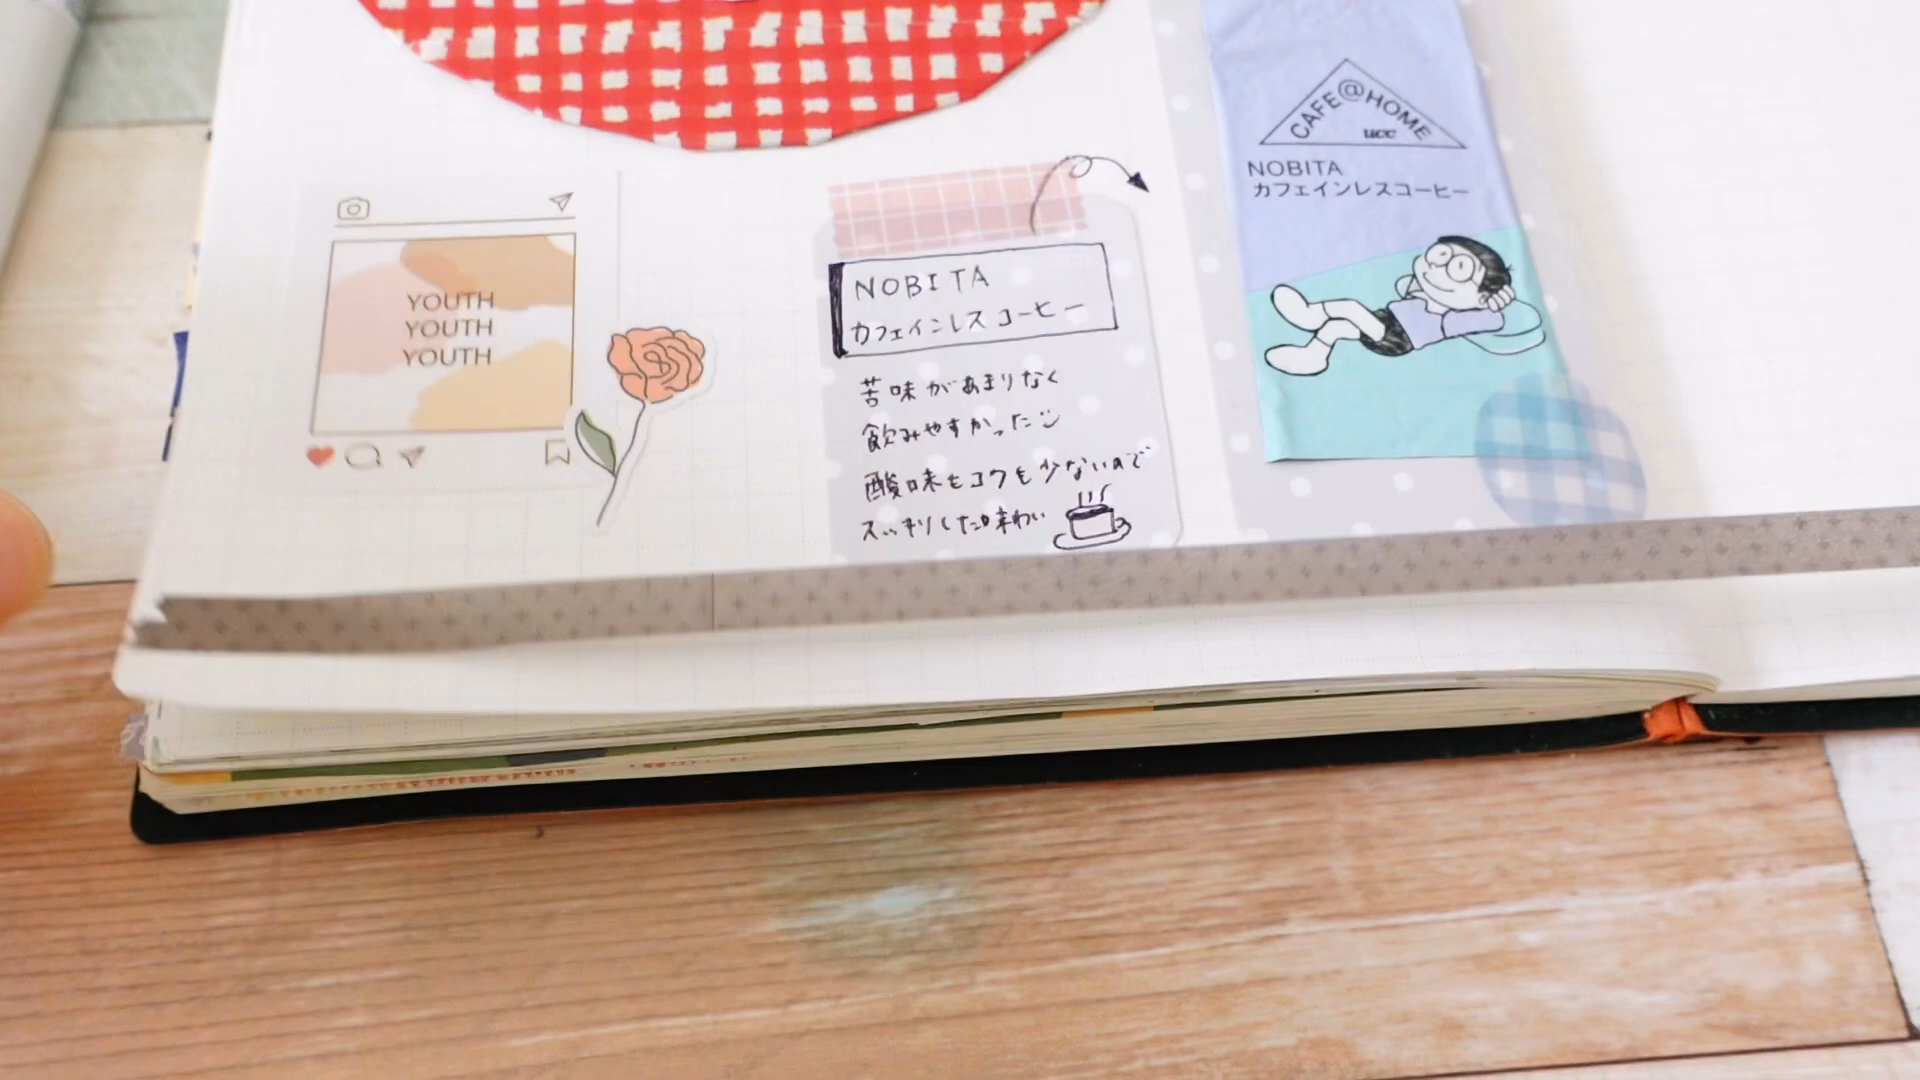 YOUTH
YOUTH
YOUTH
NOBITA
カフェインレスコーヒー
苦味があまりなく
飲みやすかった
酸味もコクも少ないので
スッキリした味わい
CAFE@HOME
ucc
NOBITA
カフェインレスコーヒー